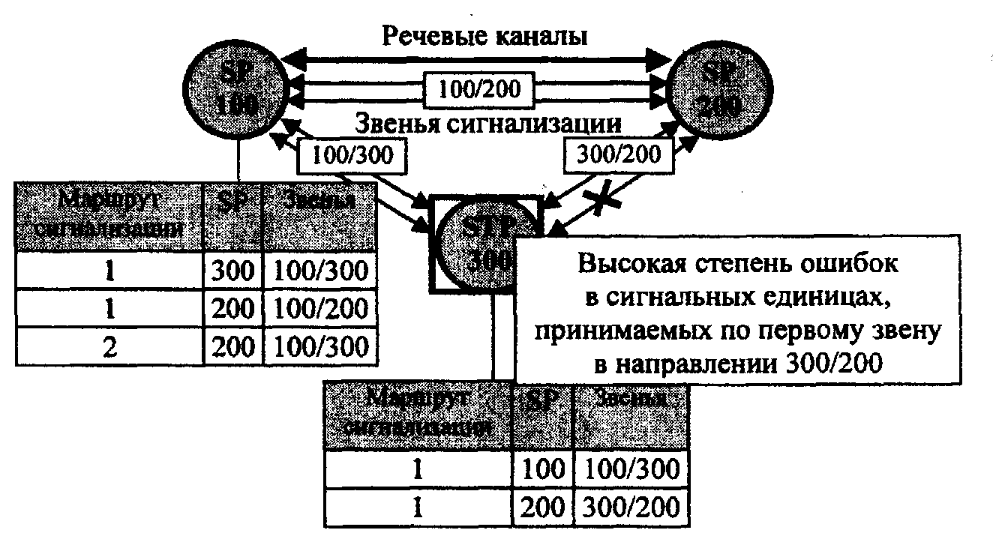 Речевые каналы
SP
100
SP
200
100/200
Звенья сигнализации
100/300
300/200
STP
300
Маршрут сигнализации SP Звенья
1 300 100/300
1 200 100/200
2 200 100/300
Высокая степень ошибок
в сигнальных единицах,
принимаемых по первому звену
в направлении 300/200
Маршрут сигнализации SP Звенья
1 100 100/300
1 200 300/200